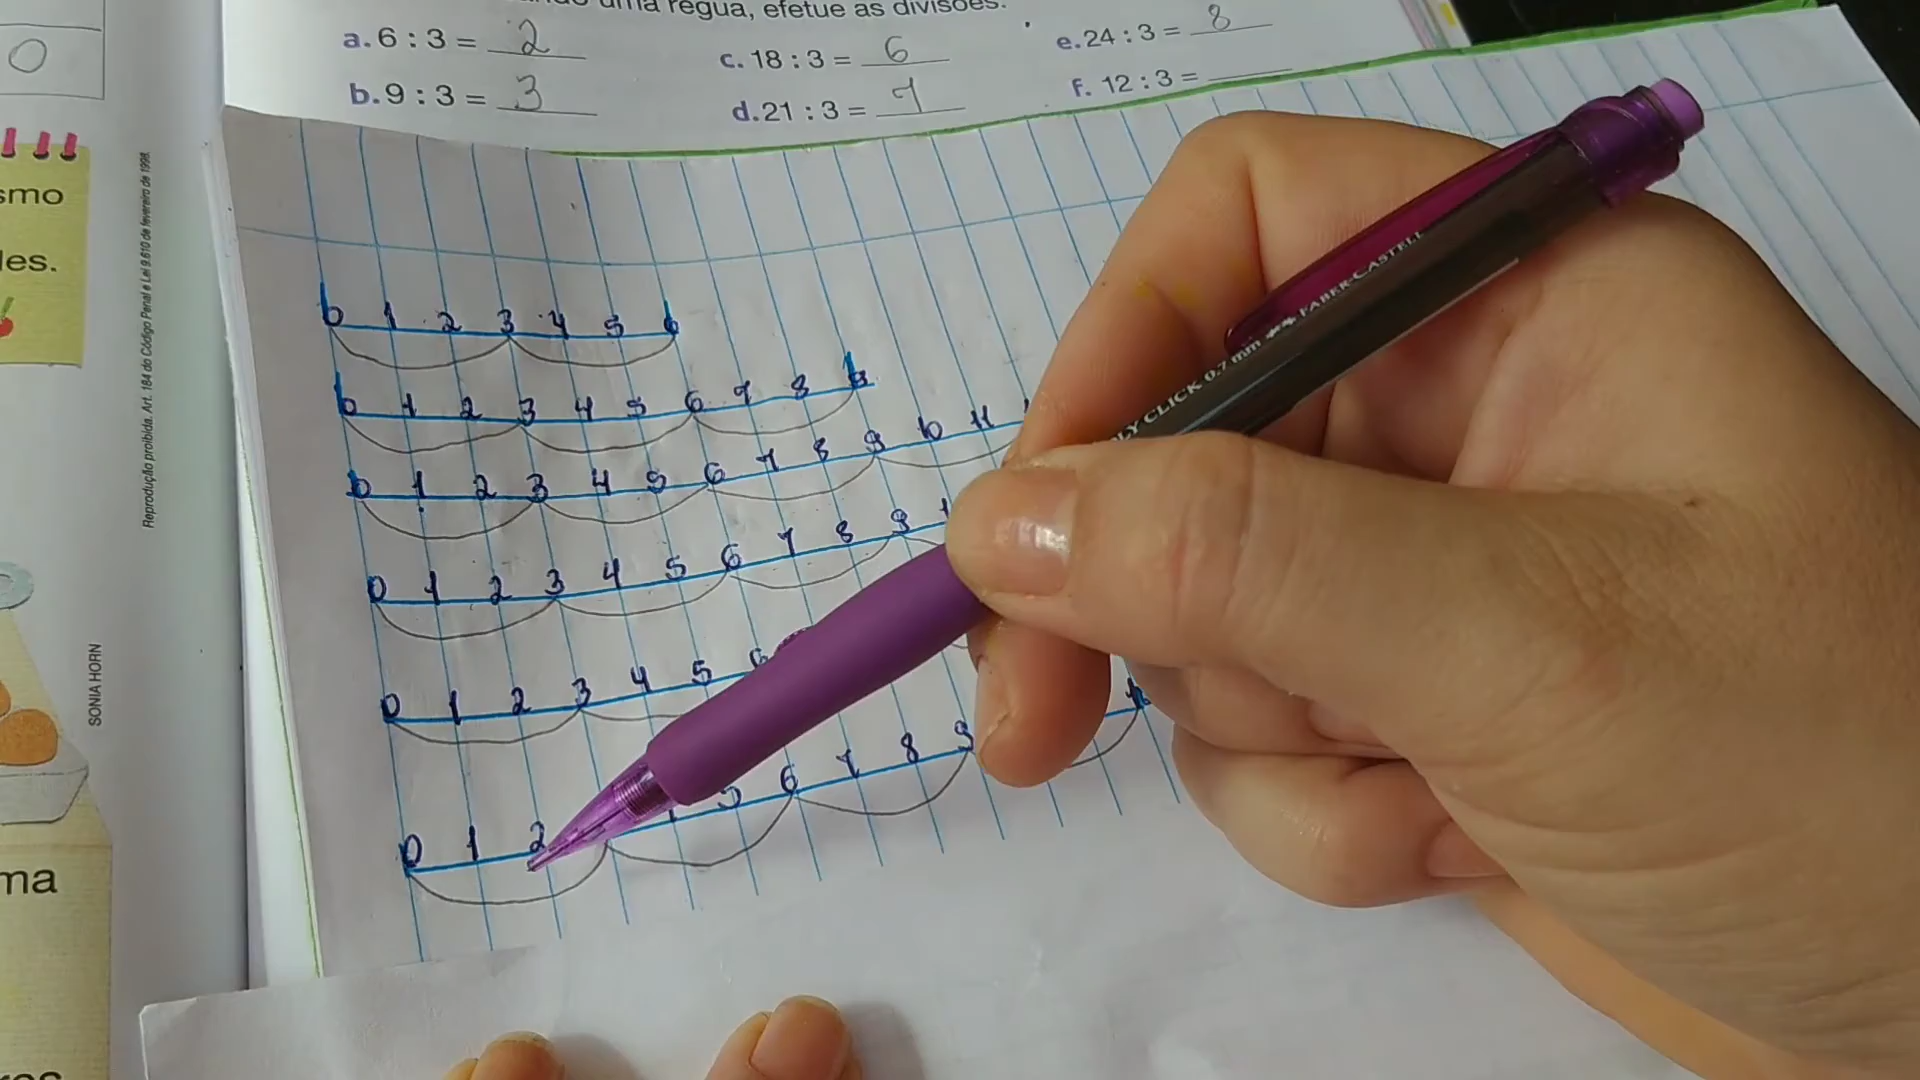 uma régua, efetue as divisões.
a. 6 : 3 = 2
c. 18 : 3 = 6
e. 24 : 3 = 8
b. 9 : 3 = 3
d. 21 : 3 = 7
f. 12 : 3 =
0
smo
les.
Reprodução proibida. Art. 184 do Código Penal e Lei 9.610 de fevereiro de 1998.
SONIA HORN
ma
0 1 2 3 4 5 6
0 1 2 3 4 5 6 7 8 9
0 1 2 3 4 5 6 7 8 9 10 11
0 1 2 3 4 5 6 7 8 9
0 1 2 3 4 5 6
0 1 2 5 6 7 8 9
POLY CLICK 0.7 mm FABER-CASTELL